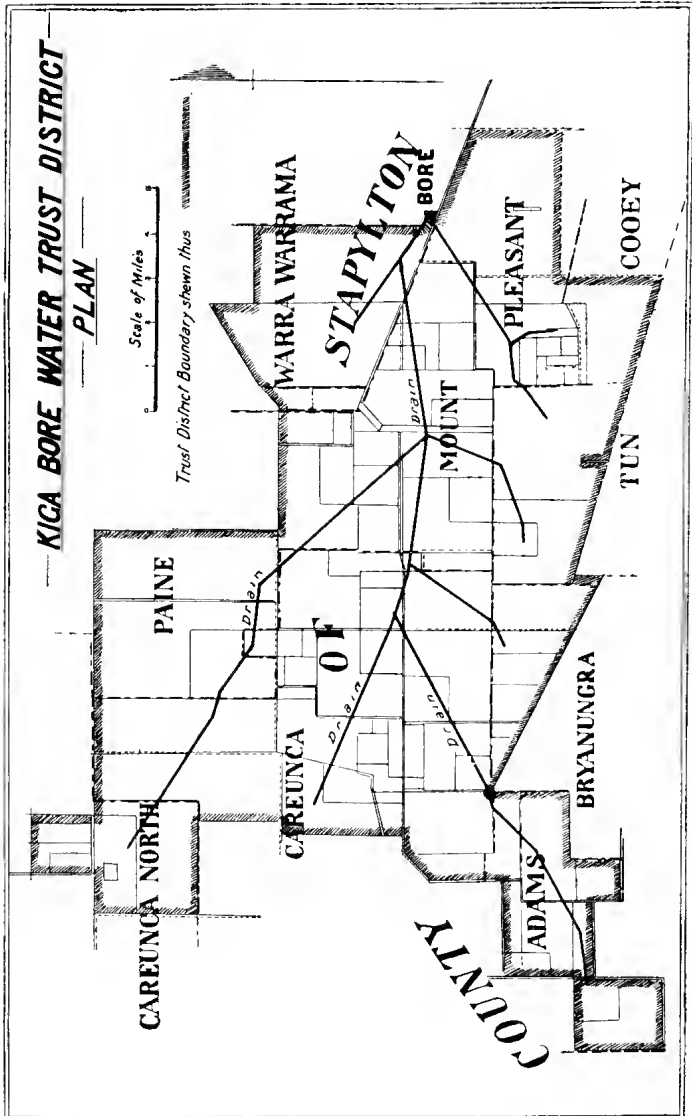 KIGA BORE WATER TRUST DISTRICT
PLAN
Scale of Miles
Trust District Boundary shewn thus
CAREUNCA NORTH
PAINE
WARRA WARRAMA
Drain
CAREUNCA
OF
STAPYLTON
BORE
Drain
Drain
MOUNT
PLEASANT
Drain
COUNTY
ADAMS
BRYANUNGRA
TUN
COOEY